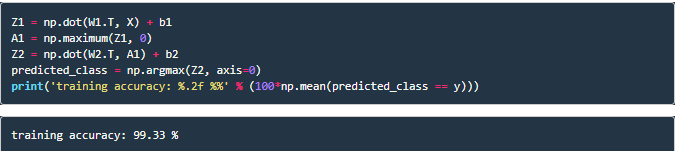 Z1 = np.dot(W1.T, X) + b1
A1 = np.maximum(Z1, 0)
Z2 = np.dot(W2.T, A1) + b2
predicted_class = np.argmax(Z2, axis=0)
print('training accuracy: %.2f %%' % (100*np.mean(predicted_class == y)))
training accuracy: 99.33 %